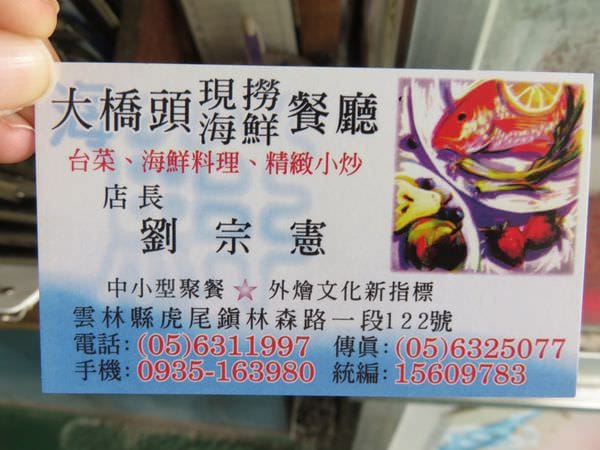 大橋頭現撈海鮮餐廳
台菜、海鮮料理、精緻小炒
店長
劉宗憲
中小型聚餐★外燴文化新指標
雲林縣虎尾鎮林森路一段122號
電話:(05)6311997 傳真:(05)6325077
手機:0935-163980 統編:15609783